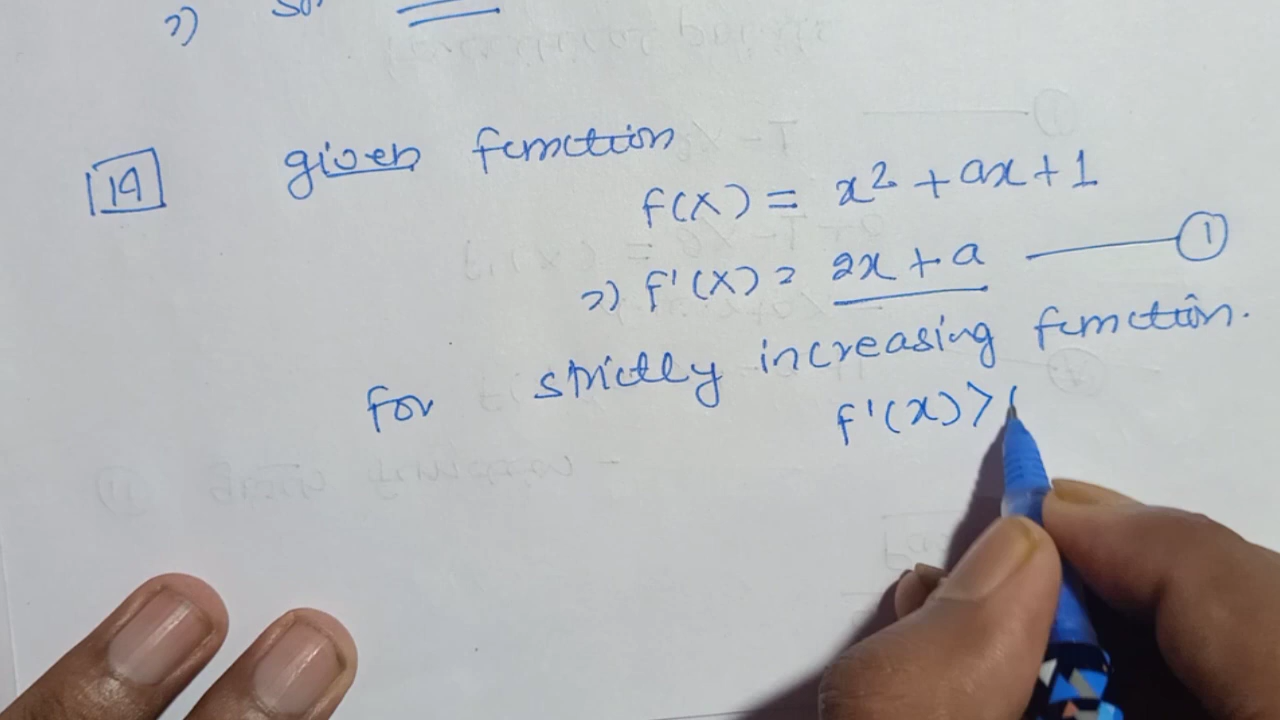 14 given function
f(x) = x² + ax + 1
=) f'(x) = 2x + a ——— ①
for strictly increasing function.
f'(x) >